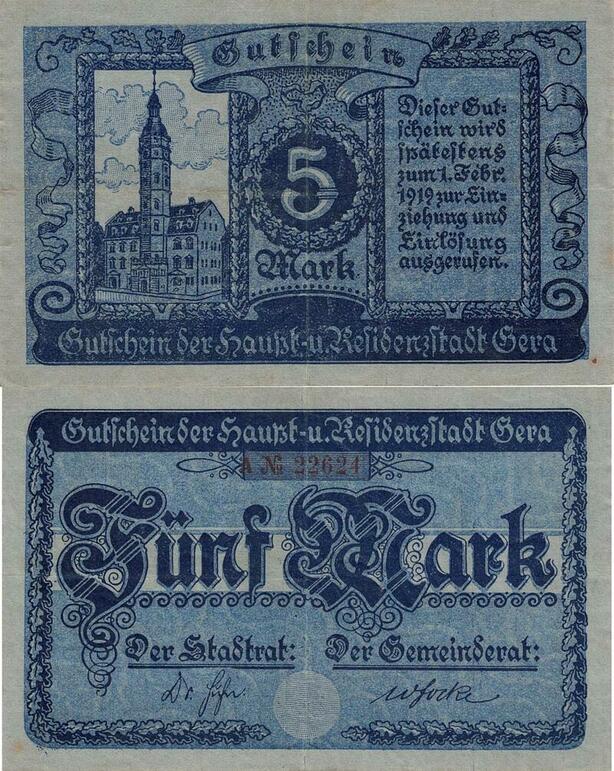 Gutschein
5
Mark
Dieser Gut-
schein wird
spätestens
zum 1. Febr.
1919 zur Ein-
ziehung und
Einlösung
ausgerufen.
Gutschein der Haupt-u. Residenzstadt Gera
Gutschein der Haupt-u. Residenzstadt Gera
A № 22624
Fünf Mark
Der Stadtrat: Der Gemeinderat:
Dr.